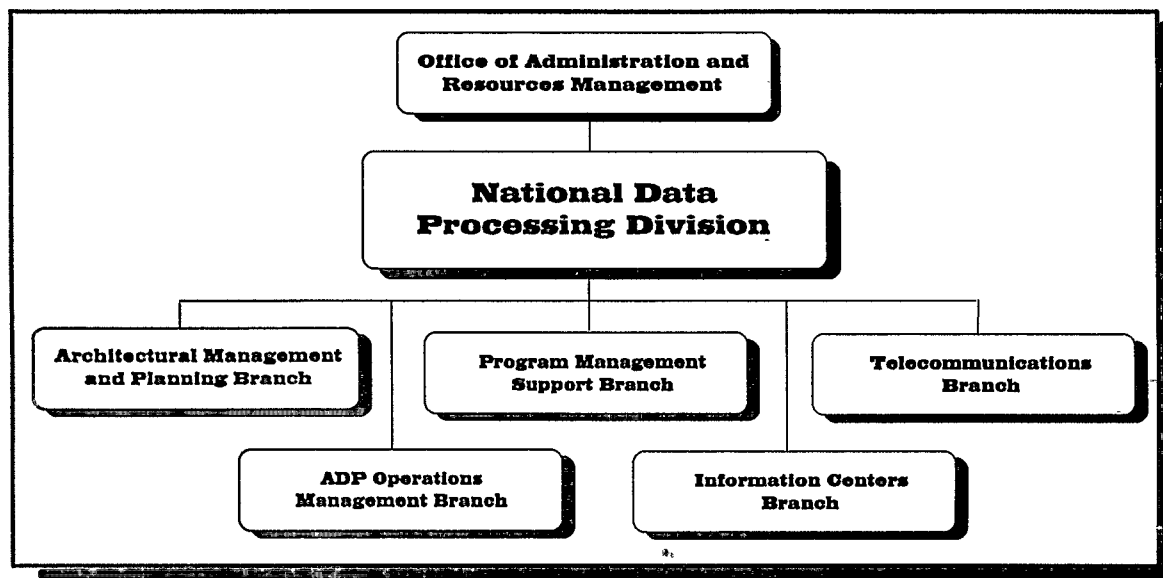 Office of Administration and
Resources Management
National Data
Processing Division
Architectural Management
and Planning Branch
Program Management
Support Branch
Telecommunications
Branch
ADP Operations
Management Branch
Information Centers
Branch